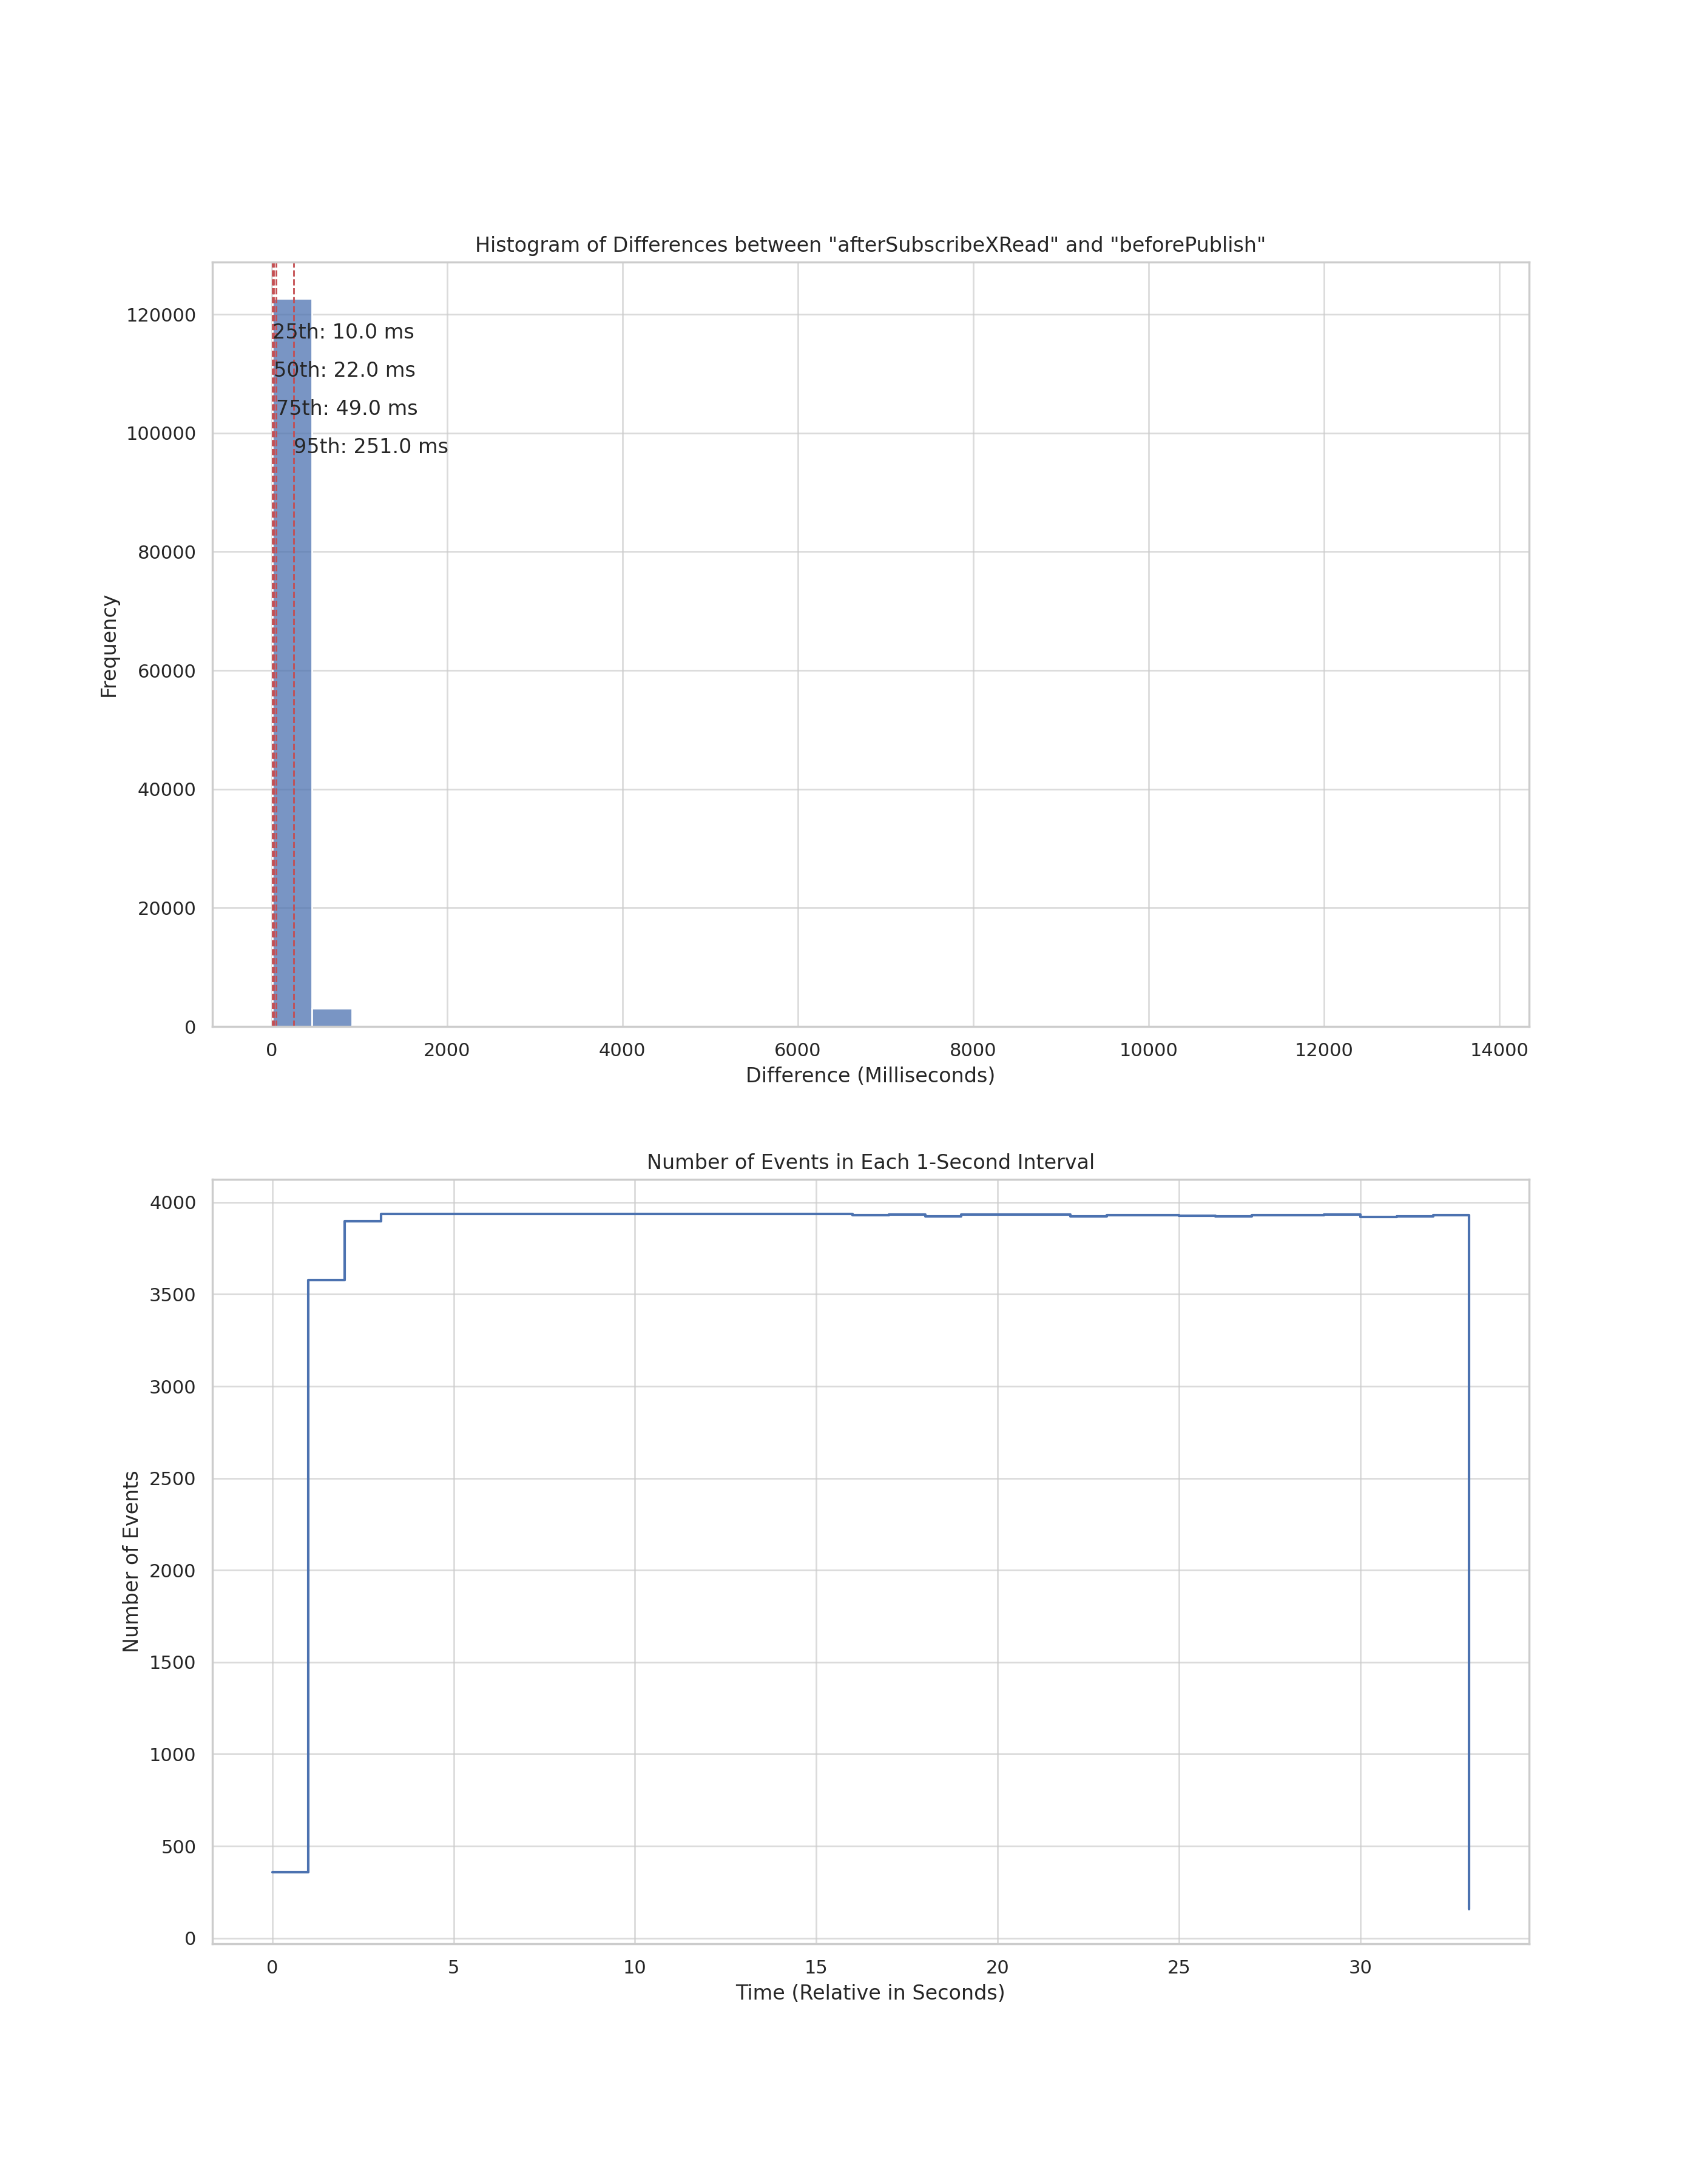 Histogram of Differences between "afterSubscribeXRead" and "beforePublish"
120000
25th: 10.0 ms
50th: 22.0 ms
75th: 49.0 ms
100000
95th: 251.0 ms
80000
Frequency
60000
40000
20000
0
0 2000 4000 6000 8000 10000 12000 14000
Difference (Milliseconds)
Number of Events in Each 1-Second Interval
4000
3500
3000
2500
Number of Events
2000
1500
1000
500
0
0 5 10 15 20 25 30
Time (Relative in Seconds)